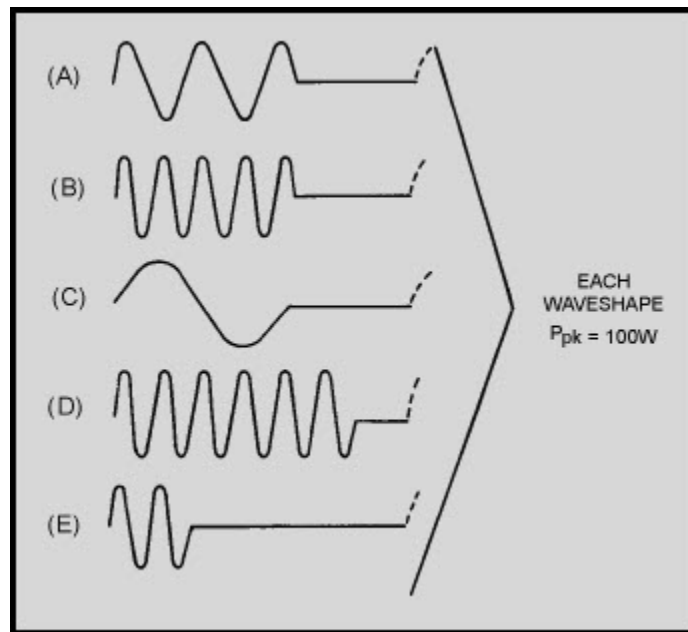 (A)
(B)
(C)
EACH
WAVESHAPE
Ppk = 100W
(D)
(E)